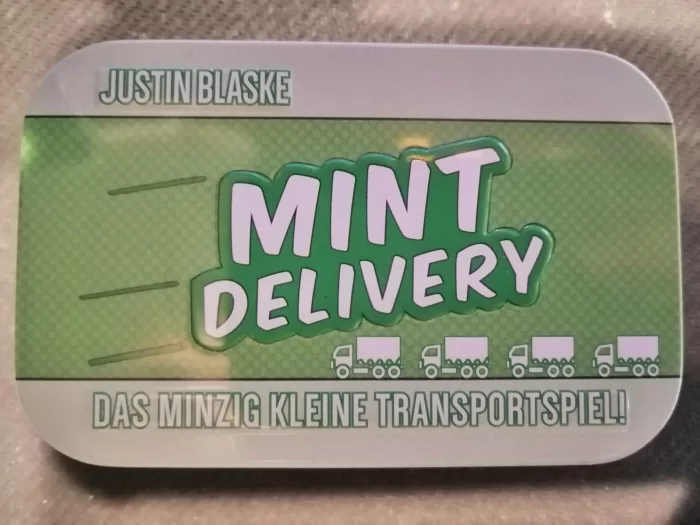 JUSTIN BLASKE
MINT
DELIVERY
DAS MINZIG KLEINE TRANSPORTSPIEL!